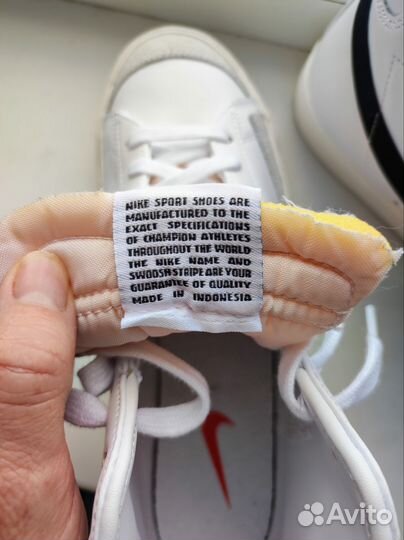 NIKE SPORT SHOES ARE
MANUFACTURED TO THE
EXACT SPECIFICATIONS
OF CHAMPION ATHLETES
THROUGHOUT THE WORLD
THE NIKE NAME AND
SWOOSH STRIPE ARE YOUR
GUARANTEE OF QUALITY
MADE IN INDONESIA
Avito